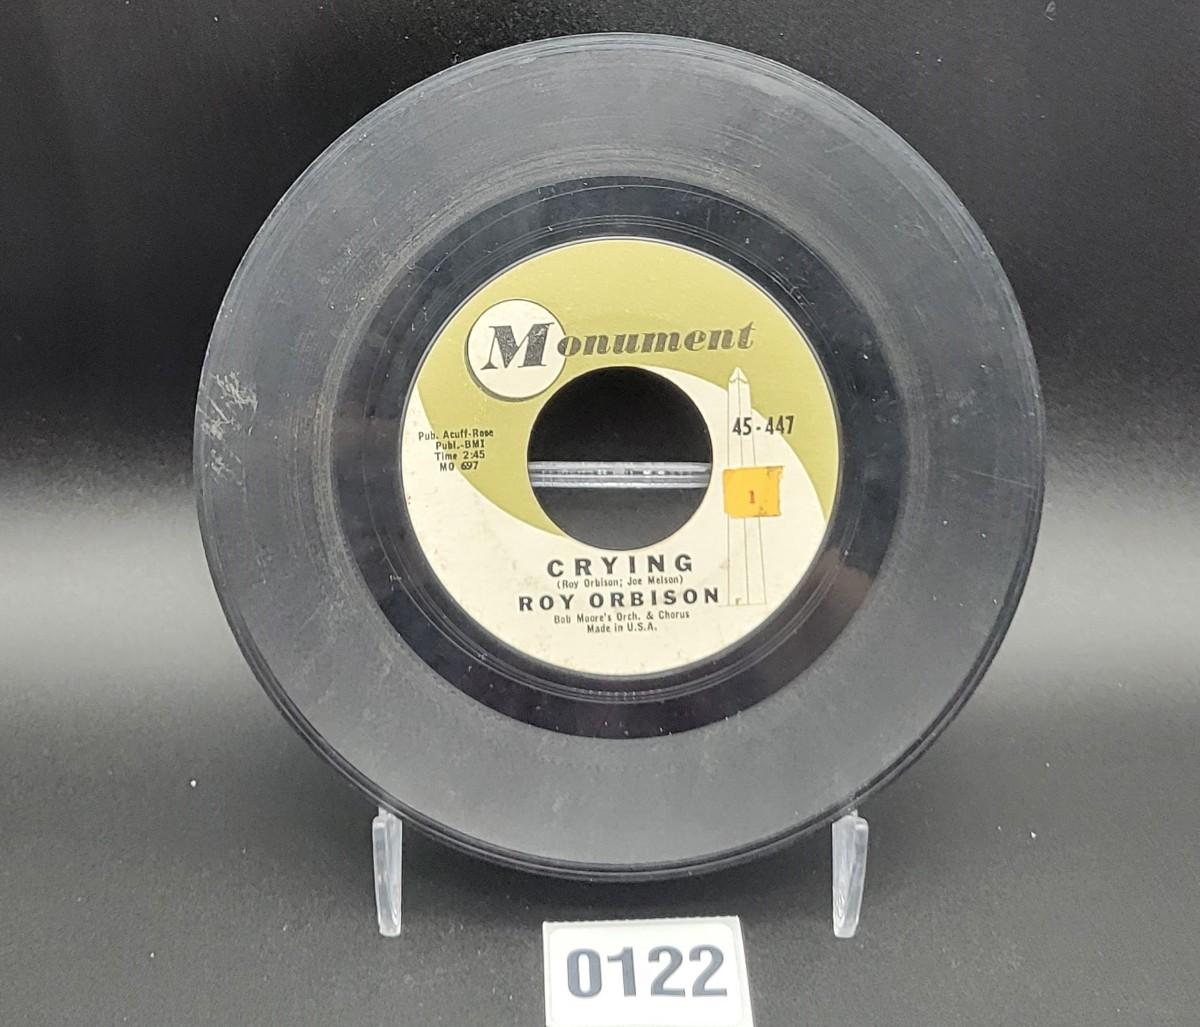 Monument
45-447
Pub. Acuff-Rose
Publ.-BMI
Time 2:45
MO 697
1
CRYING
(Roy Orbison; Joe Melson)
ROY ORBISON
Bob Moore's Orch. & Chorus
Made in U.S.A.
0122